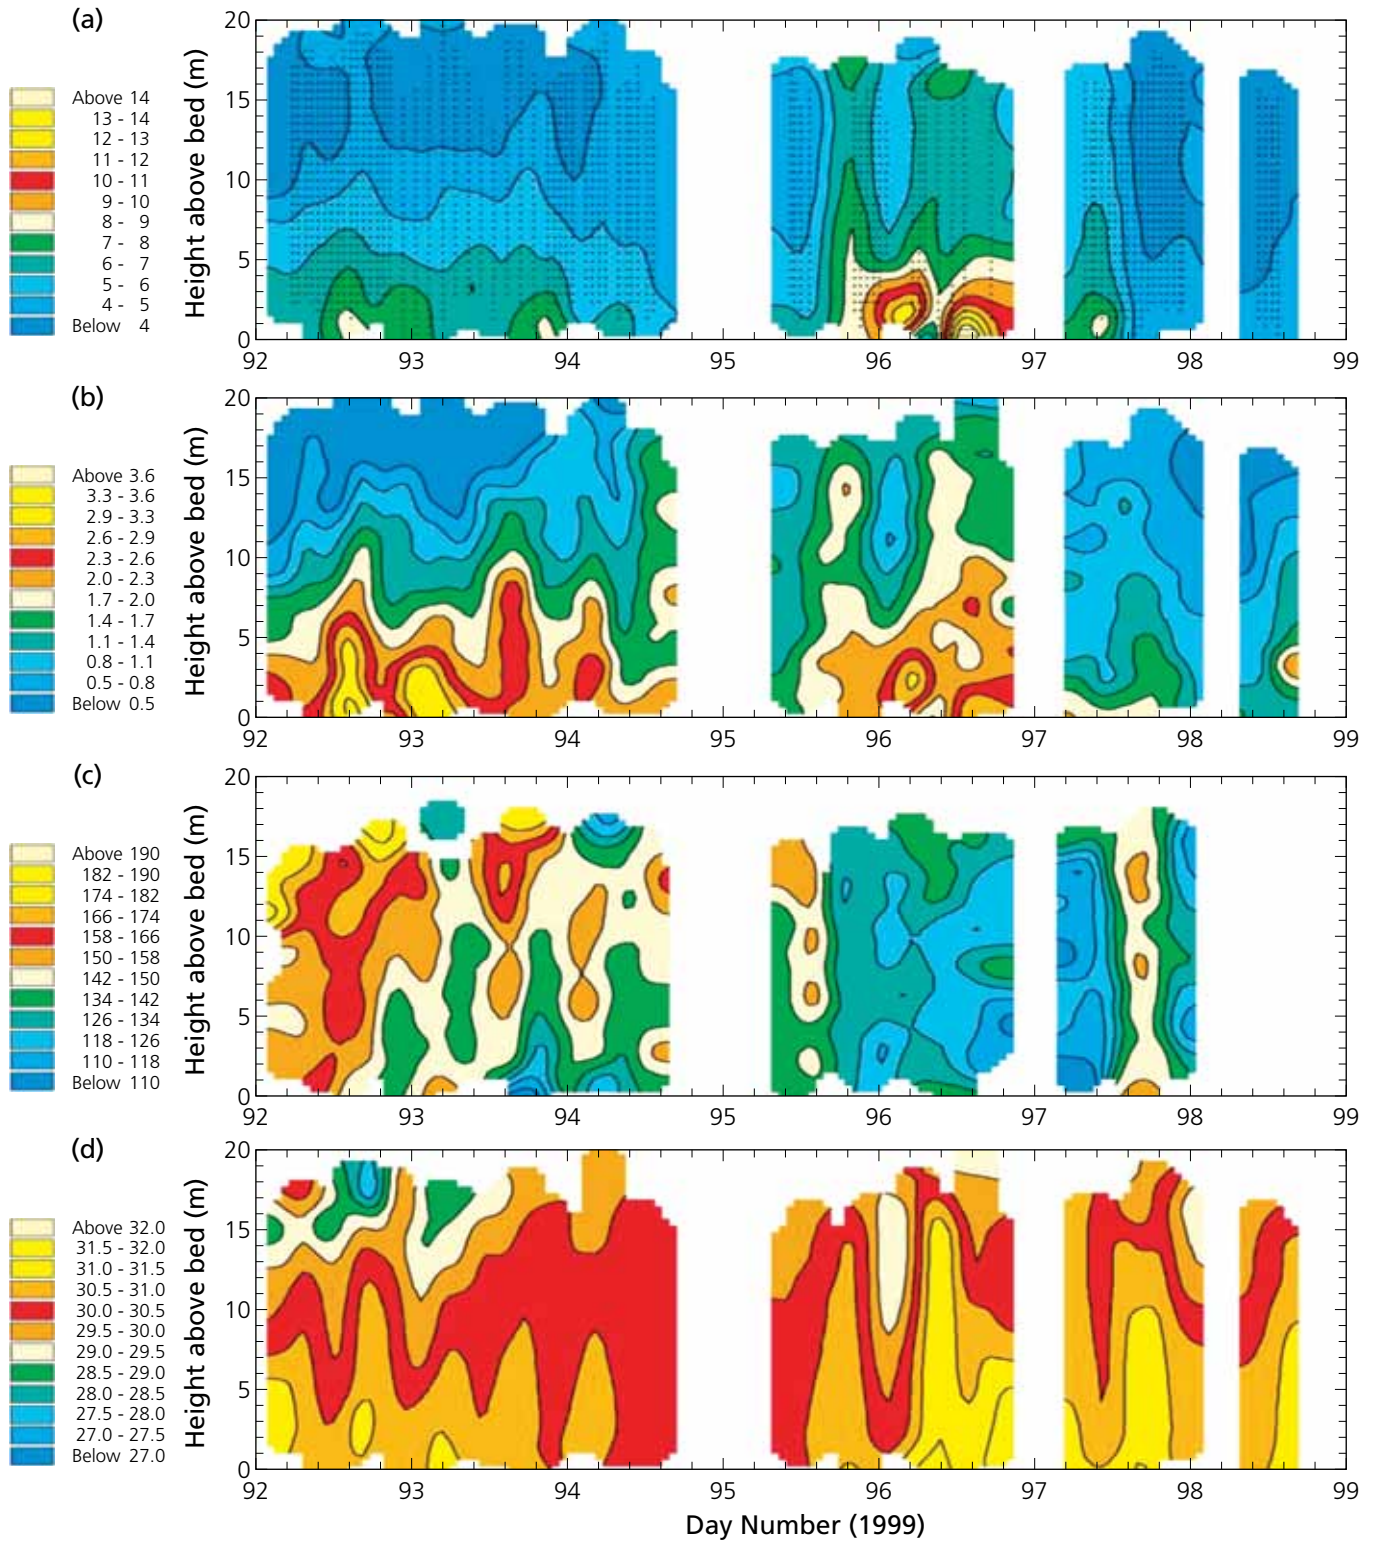 (a)
Height above bed (m)
Above 14
13 - 14
12 - 13
11 - 12
10 - 11
9 - 10
8 - 9
7 - 8
6 - 7
5 - 6
4 - 5
Below 4
20
15
10
5
0
92 93 94 95 96 97 98 99
(b)
Height above bed (m)
Above 3.6
3.3 - 3.6
2.9 - 3.3
2.6 - 2.9
2.3 - 2.6
2.0 - 2.3
1.7 - 2.0
1.4 - 1.7
1.1 - 1.4
0.8 - 1.1
0.5 - 0.8
Below 0.5
20
15
10
5
0
92 93 94 95 96 97 98 99
(c)
Height above bed (m)
Above 190
182 - 190
174 - 182
166 - 174
158 - 166
150 - 158
142 - 150
134 - 142
126 - 134
118 - 126
110 - 118
Below 110
20
15
10
5
0
92 93 94 95 96 97 98 99
(d)
Height above bed (m)
Above 32.0
31.5 - 32.0
31.0 - 31.5
30.5 - 31.0
30.0 - 30.5
29.5 - 30.0
29.0 - 29.5
28.5 - 29.0
28.0 - 28.5
27.5 - 28.0
27.0 - 27.5
Below 27.0
20
15
10
5
0
92 93 94 95 96 97 98 99
Day Number (1999)